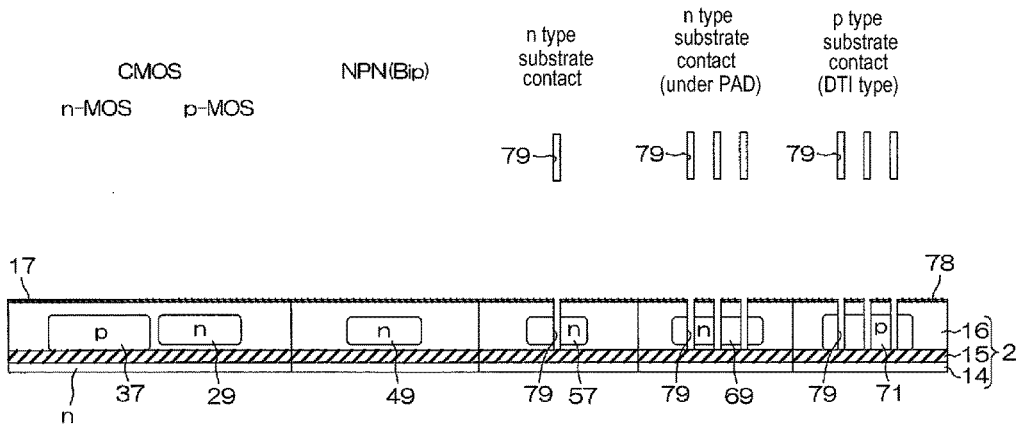 n type
substrate
contact
n type
substrate
contact
(under PAD)
p type
substrate
contact
(DTI type)
CMOS
NPN(Bip)
n-MOS
p-MOS
79
79
79
17
78
p
n
n
n
n
p
16
15
14
2
n
37
29
49
79
57
79
69
79
71